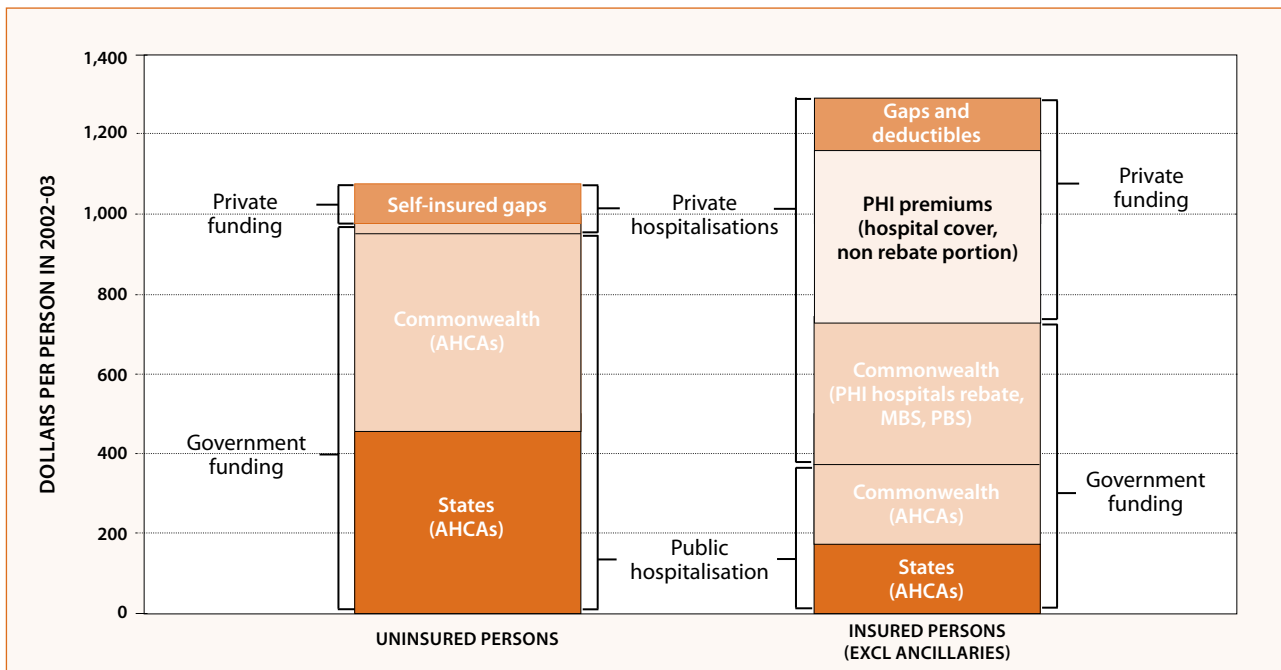 DOLLARS PER PERSON IN 2002-03
1,400
1,200
1,000
800
600
400
200
0
Private
funding
Government
funding
Self-insured gaps
Commonwealth
(AHCAs)
States
(AHCAs)
UNINSURED PERSONS
Private
hospitalisations
Public
hospitalisation
Gaps and
deductibles
PHI premiums
(hospital cover,
non rebate portion)
Commonwealth
(PHI hospitals rebate,
MBS, PBS)
Commonwealth
(AHCAs)
States
(AHCAs)
INSURED PERSONS
(EXCL ANCILLARIES)
Private
funding
Government
funding